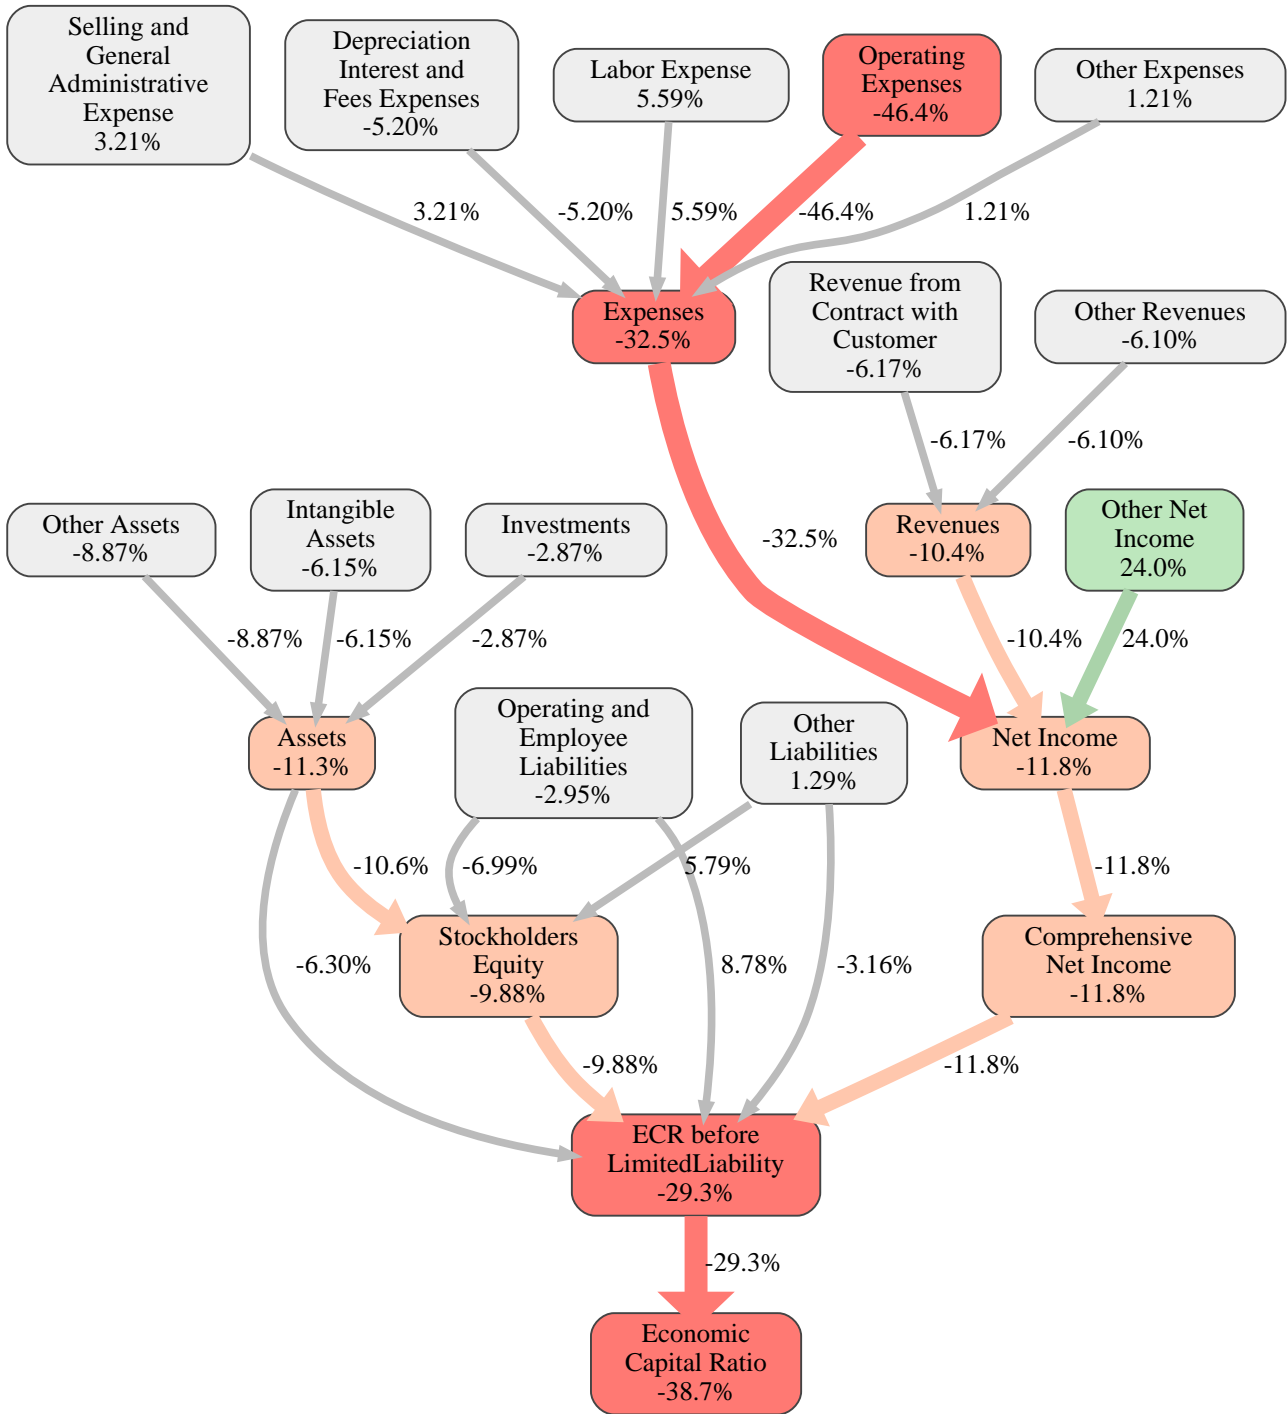 Selling and
General
Administrative
Expense
3.21%
Depreciation
Interest and
Fees Expenses
-5.20%
Labor Expense
5.59%
Operating
Expenses
-46.4%
Other Expenses
1.21%
3.21%
-5.20%
5.59%
-46.4%
1.21%
Expenses
-32.5%
Revenue from
Contract with
Customer
-6.17%
Other Revenues
-6.10%
-6.17%
-6.10%
Other Assets
-8.87%
Intangible
Assets
-6.15%
Investments
-2.87%
-32.5%
Revenues
-10.4%
Other Net
Income
24.0%
-8.87%
-6.15%
-2.87%
-10.4%
24.0%
Assets
-11.3%
Operating and
Employee
Liabilities
-2.95%
Other
Liabilities
1.29%
Net Income
-11.8%
-10.6%
-6.99%
5.79%
-11.8%
Stockholders
Equity
-9.88%
-6.30%
8.78%
-3.16%
Comprehensive
Net Income
-11.8%
-9.88%
-11.8%
ECR before
LimitedLiability
-29.3%
-29.3%
Economic
Capital Ratio
-38.7%